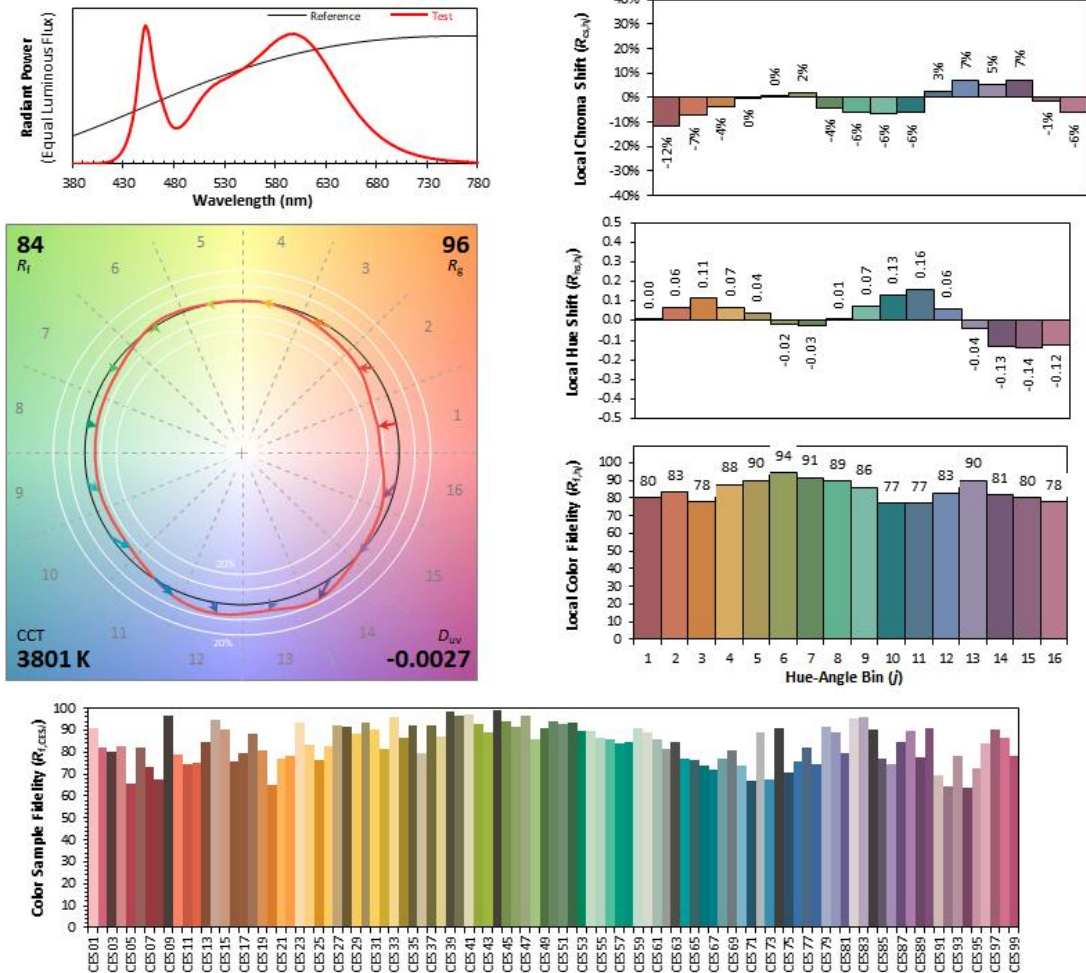 Radiant Power
(Equal Luminous Flux)
Reference
Test
380 430 480 530 580 630 680 730 780
Wavelength (nm)
Local Chroma Shift (Rcs,hj)
40%
30%
20%
10%
0%
-10%
-20%
-30%
-40%
-12% -7% -4% 0% 0% 2% -4% -6% -6% -6% 3% 7% 5% 7% -1% -6%
84
Rf
96
Rg
5 4
6 3
7 2
8 1
9 16
10 15
11 14
12 13
20%
20%
CCT
3801 K
Duv
-0.0027
Local Hue Shift (Rhs,hj)
0.5
0.4
0.3
0.2
0.1
0.0
-0.1
-0.2
-0.3
-0.4
-0.5
0.00 0.06 0.11 0.07 0.04 -0.02 -0.03 0.01 0.07 0.13 0.16 0.06 -0.04 -0.13 -0.14 -0.12
Local Color Fidelity (Rf,hj)
100
90
80
70
60
50
40
30
20
10
0
80 83 78 88 90 94 91 89 86 77 77 83 90 81 80 78
1 2 3 4 5 6 7 8 9 10 11 12 13 14 15 16
Hue-Angle Bin (j)
Color Sample Fidelity (Rf,CESi)
100
90
80
70
60
50
40
30
20
10
0
CES01 CES03 CES05 CES07 CES09 CES11 CES13 CES15 CES17 CES19 CES21 CES23 CES25 CES27 CES29 CES31 CES33 CES35 CES37 CES39 CES41 CES43 CES45 CES47 CES49 CES51 CES53 CES55 CES57 CES59 CES61 CES63 CES65 CES67 CES69 CES71 CES73 CES75 CES77 CES79 CES81 CES83 CES85 CES87 CES89 CES91 CES93 CES95 CES97 CES99